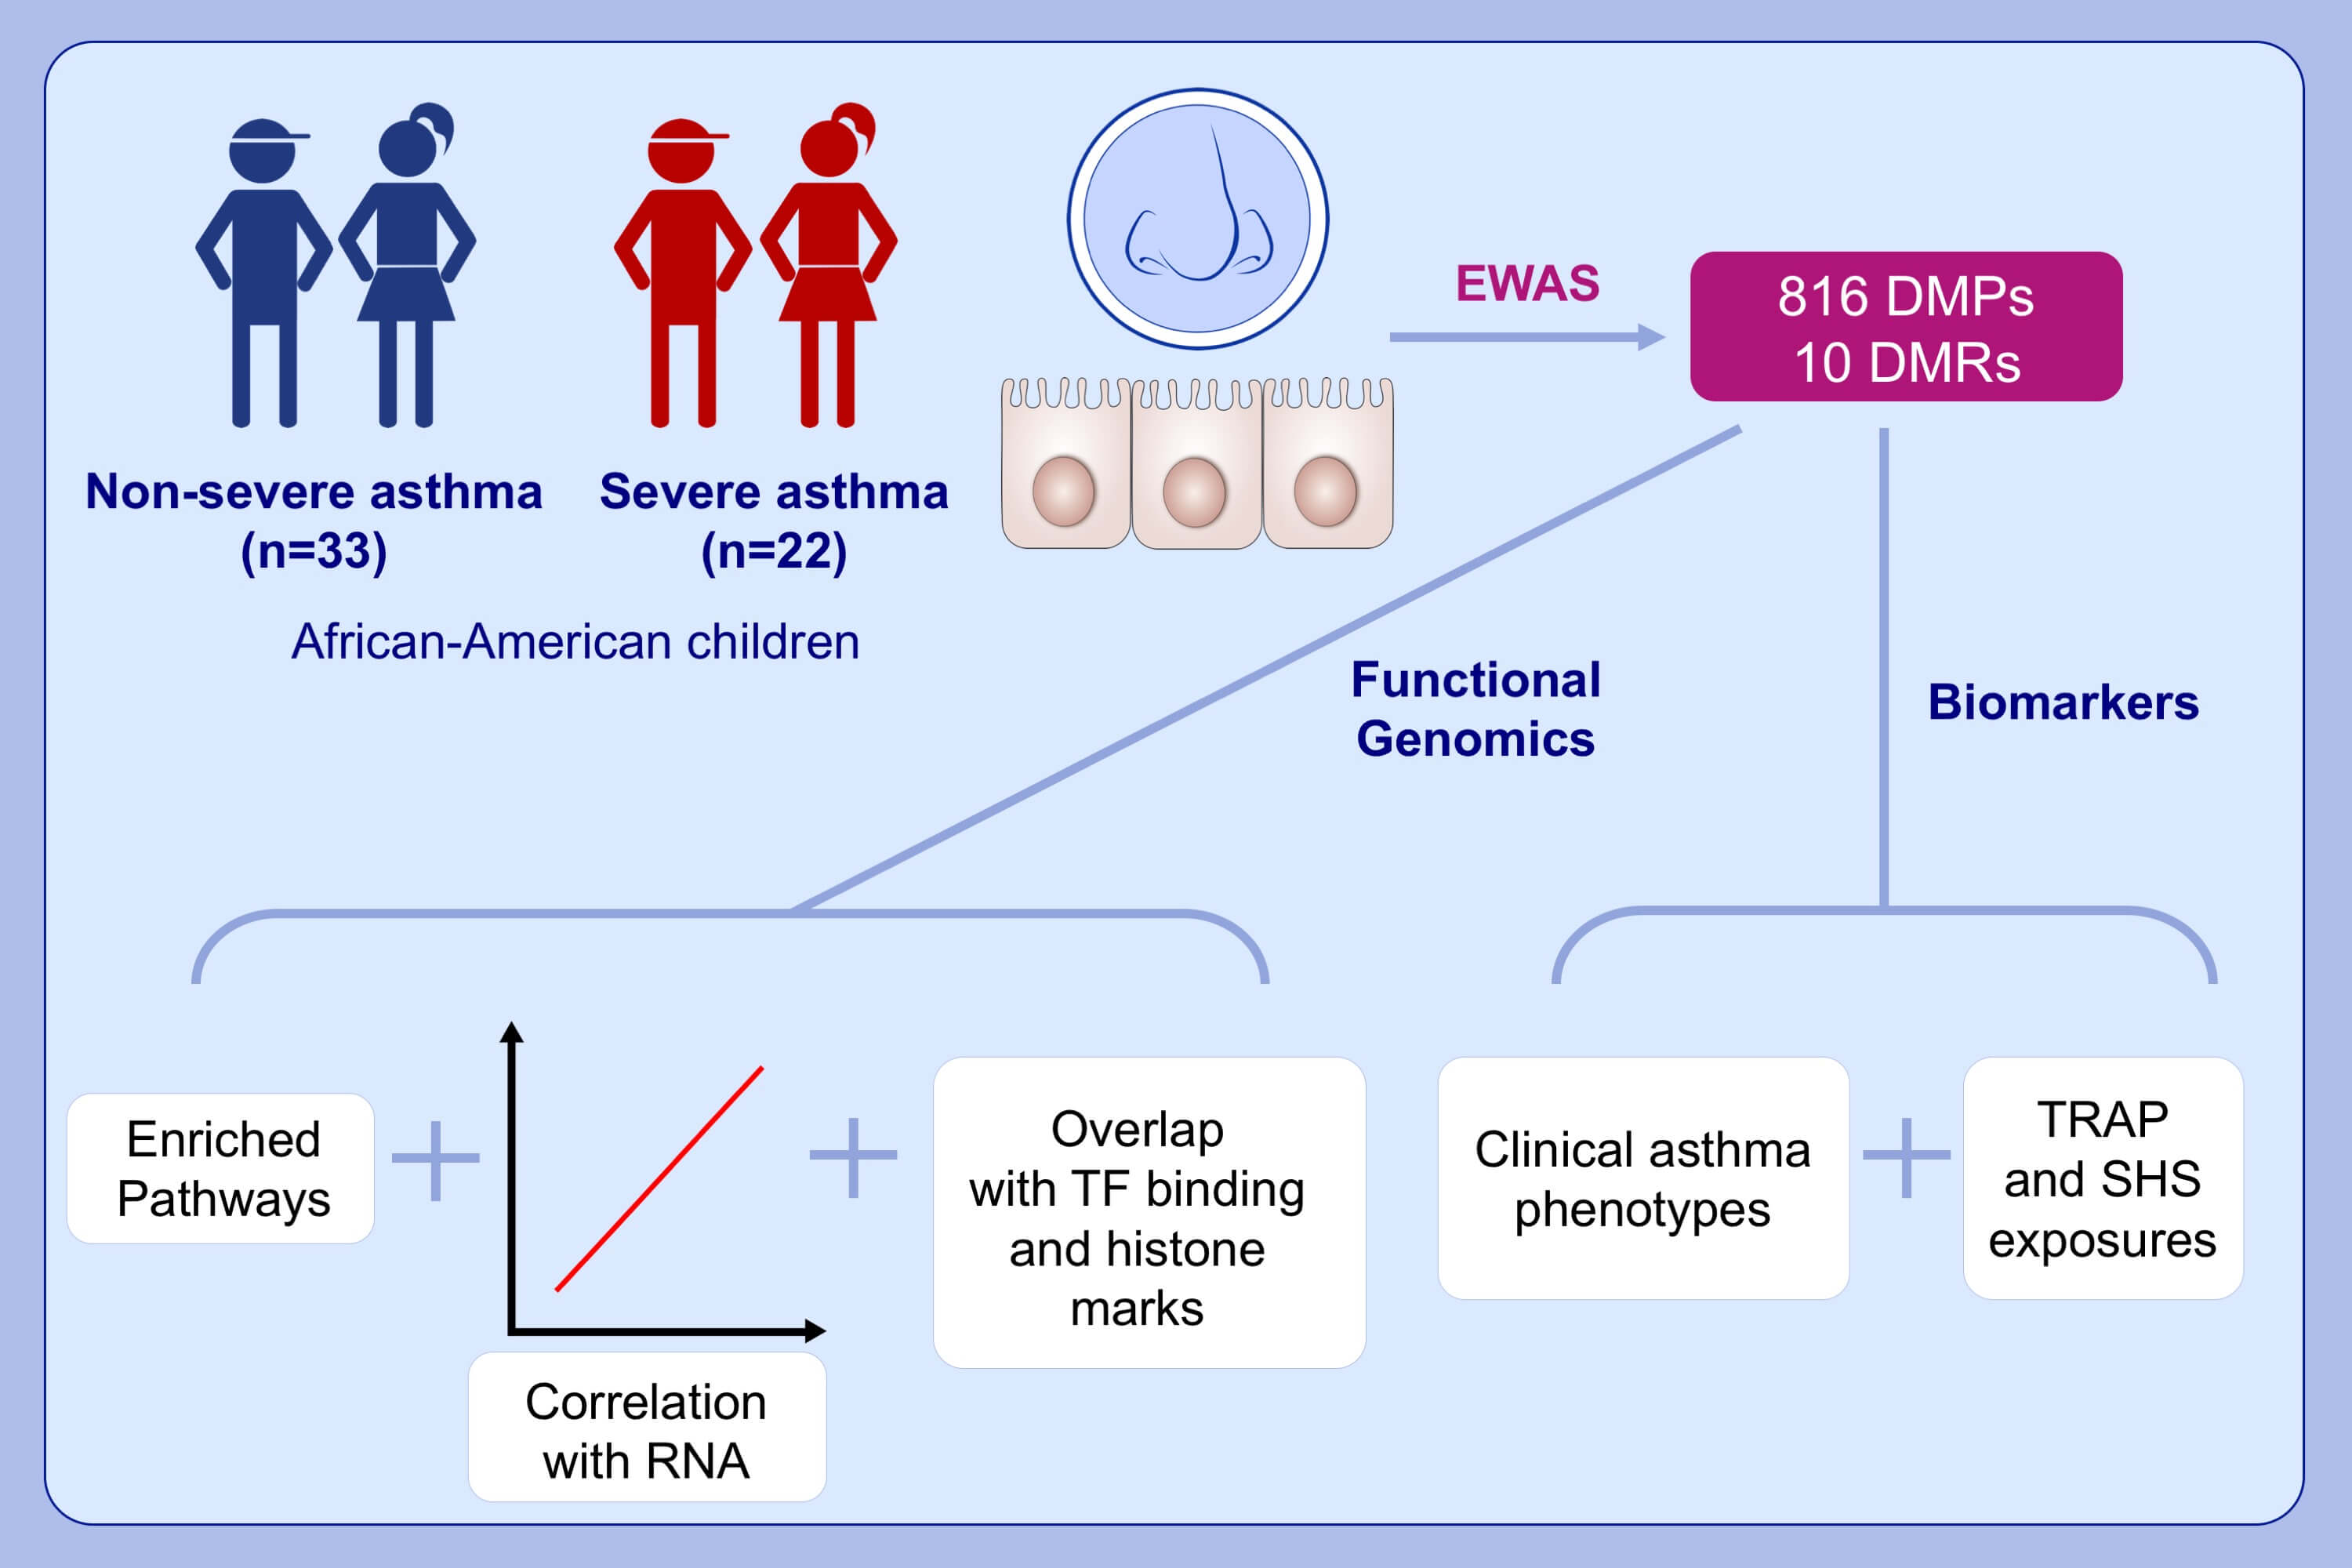 Non-severe asthma
(n=33)
Severe asthma
(n=22)
African-American children
EWAS
816 DMPs
10 DMRs
Functional
Genomics
Biomarkers
Enriched
Pathways
Correlation
with RNA
Overlap
with TF binding
and histone
marks
Clinical asthma
phenotypes
TRAP
and SHS
exposures